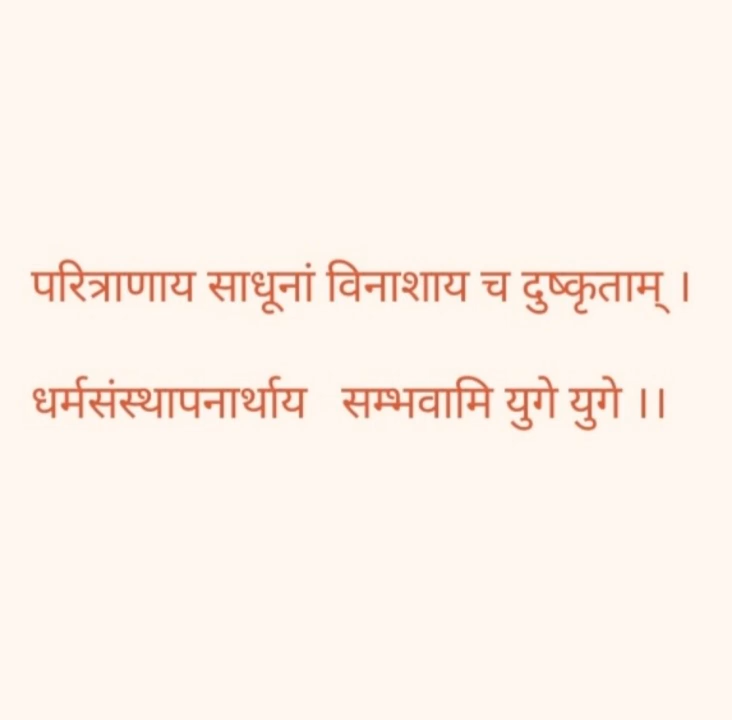 परित्राणाय साधूनां विनाशाय च दुष्कृताम् ।
धर्मसंस्थापनार्थाय   सम्भवामि युगे युगे ।।